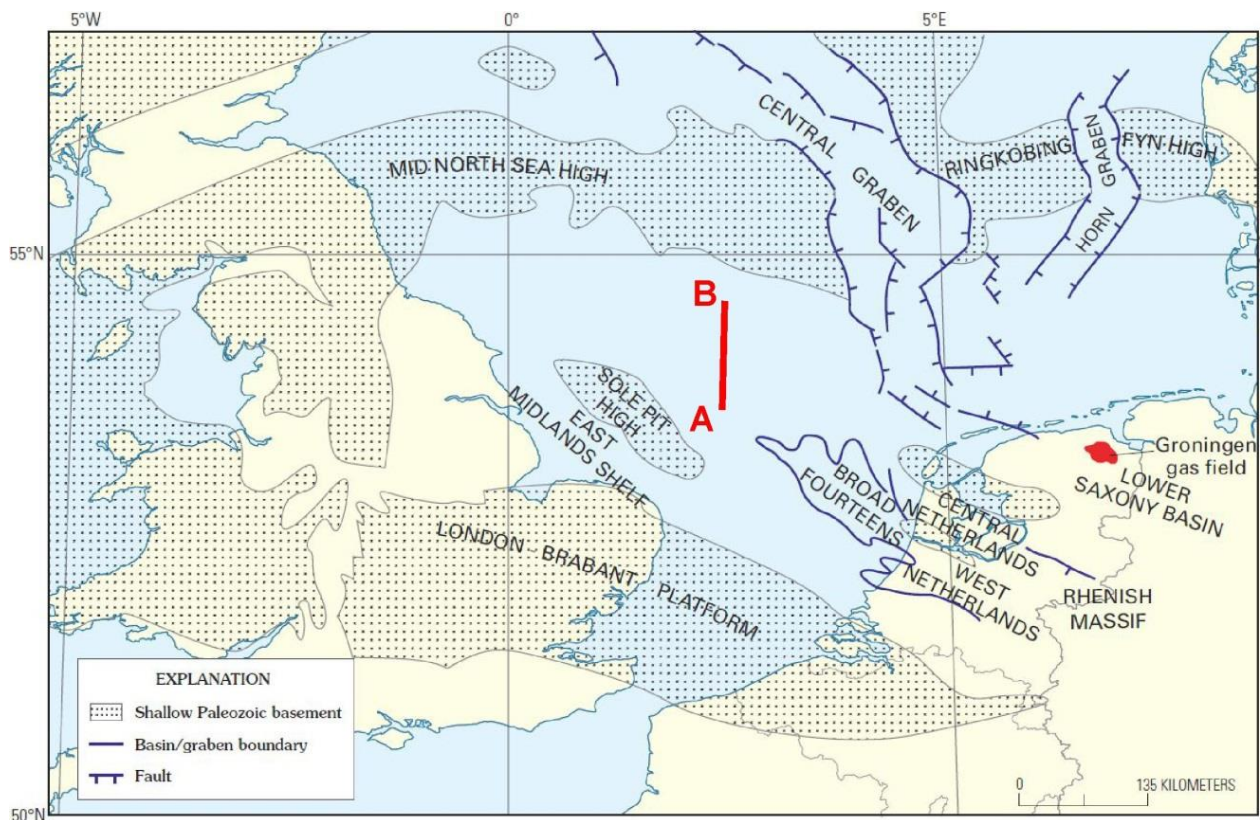 5°W
0°
5°E
55°N
50°N
MID NORTH SEA HIGH
CENTRAL
GRABEN
RINGKOBING
FYN HIGH
HORN
GRABEN
B
A
SOLE PIT
HIGH
EAST
MIDLANDS SHELF
LONDON - BRABANT PLATFORM
BROAD
FOURTEENS
CENTRAL
NETHERLANDS
WEST
NETHERLANDS
Groningen
gas field
LOWER
SAXONY BASIN
RHENISH
MASSIF
EXPLANATION
Shallow Paleozoic basement
Basin/graben boundary
Fault
0 135 KILOMETERS